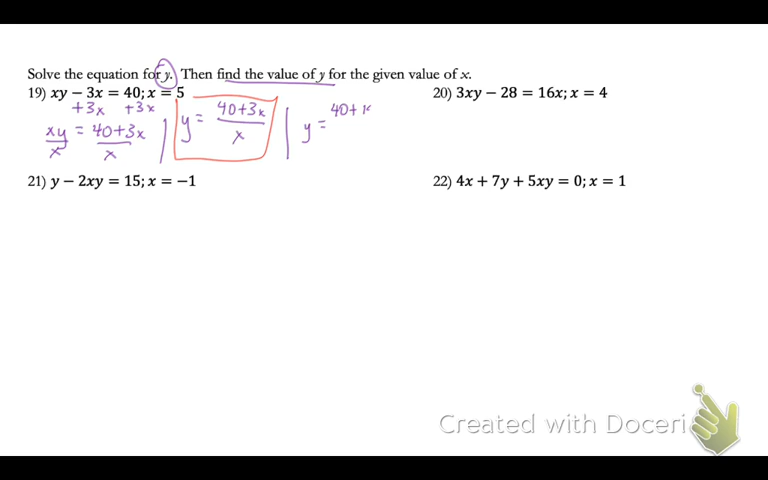 Solve the equation for y. Then find the value of y for the given value of x.
19) xy − 3x = 40; x = 5
+3x +3x
xy/x = 40+3x/x
y = 40+3x/x
y = 40+
20) 3xy − 28 = 16x; x = 4
21) y − 2xy = 15; x = −1
22) 4x + 7y + 5xy = 0; x = 1
Created with Doceri